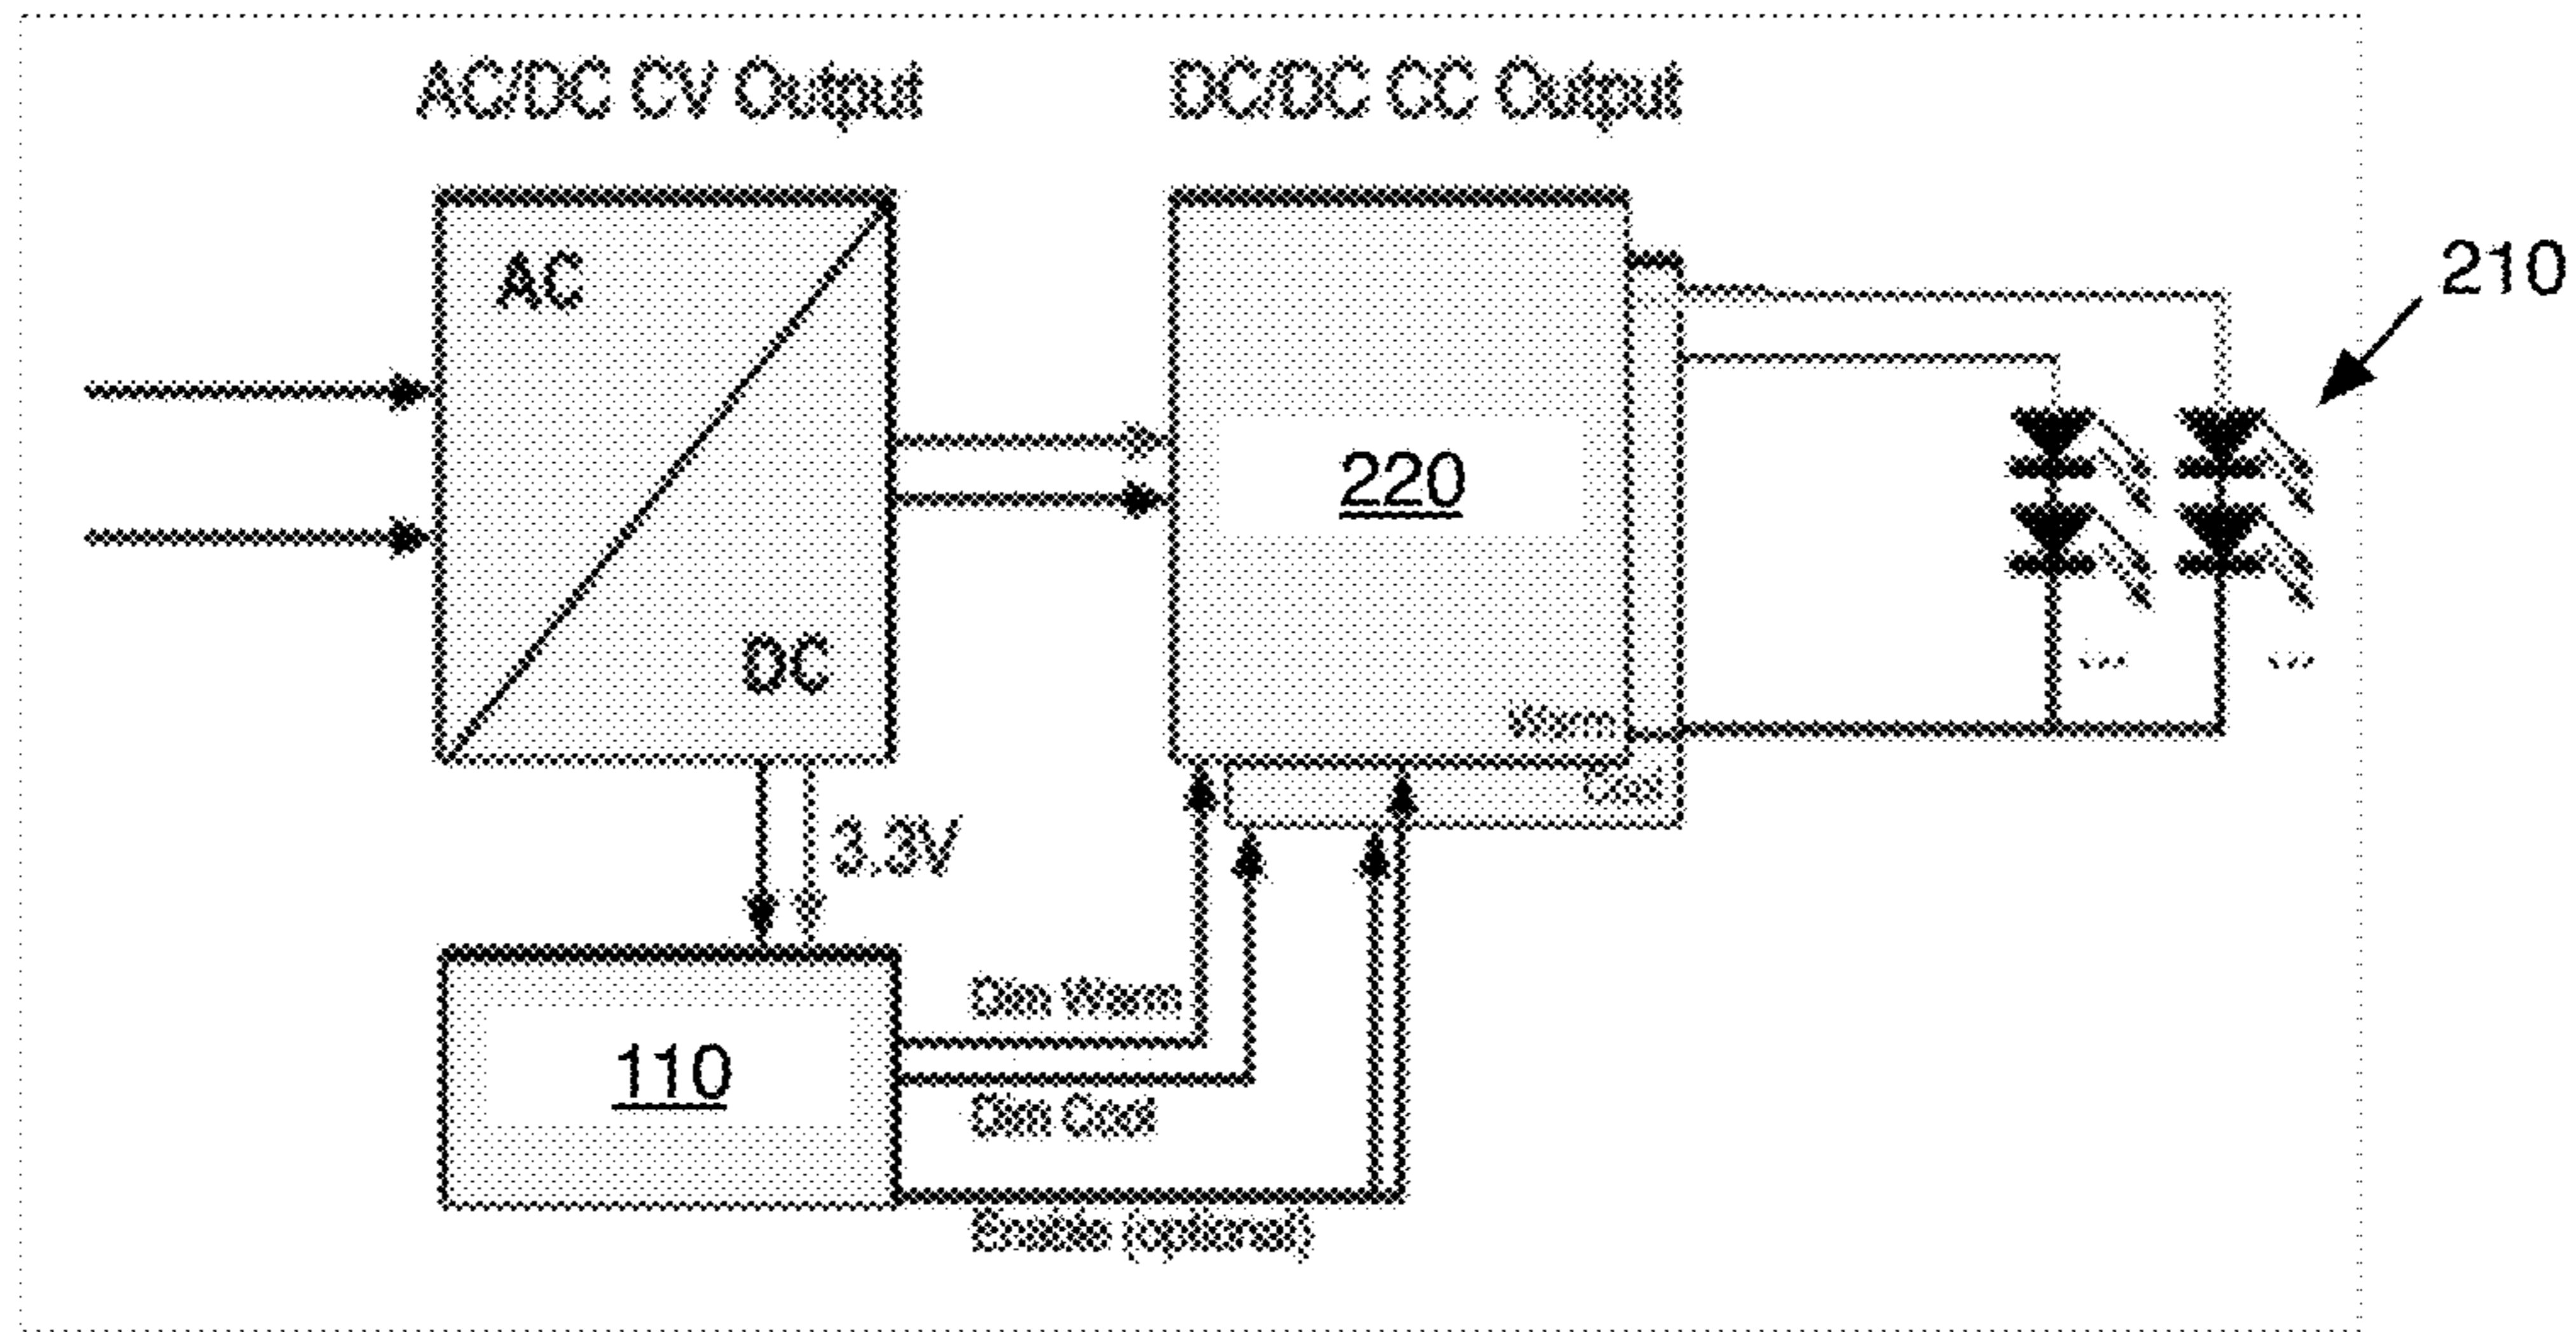 AC/DC CV Output
DC/DC CC Output
AC
DC
210
220
Warm
Cool
3.3V
110
Dim Warm
Dim Cool
Enable (optional)